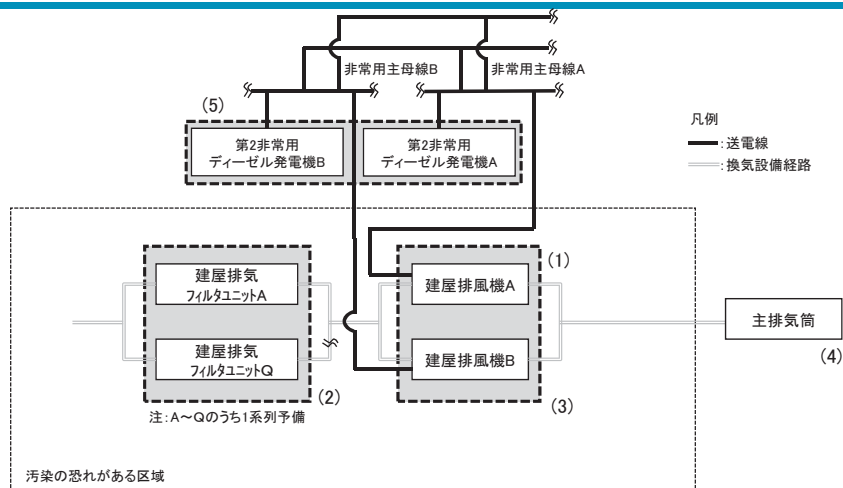 非常用主母線B
非常用主母線A
(5)
第2非常用
ディーゼル発電機B
第2非常用
ディーゼル発電機A
凡例
:送電線
:換気設備経路
(1)
建屋排気
フィルタユニットA
建屋排風機A
主排気筒
建屋排気
フィルタユニットQ
建屋排風機B
(4)
(2)
(3)
注:A～Qのうち1系列予備
汚染の恐れがある区域